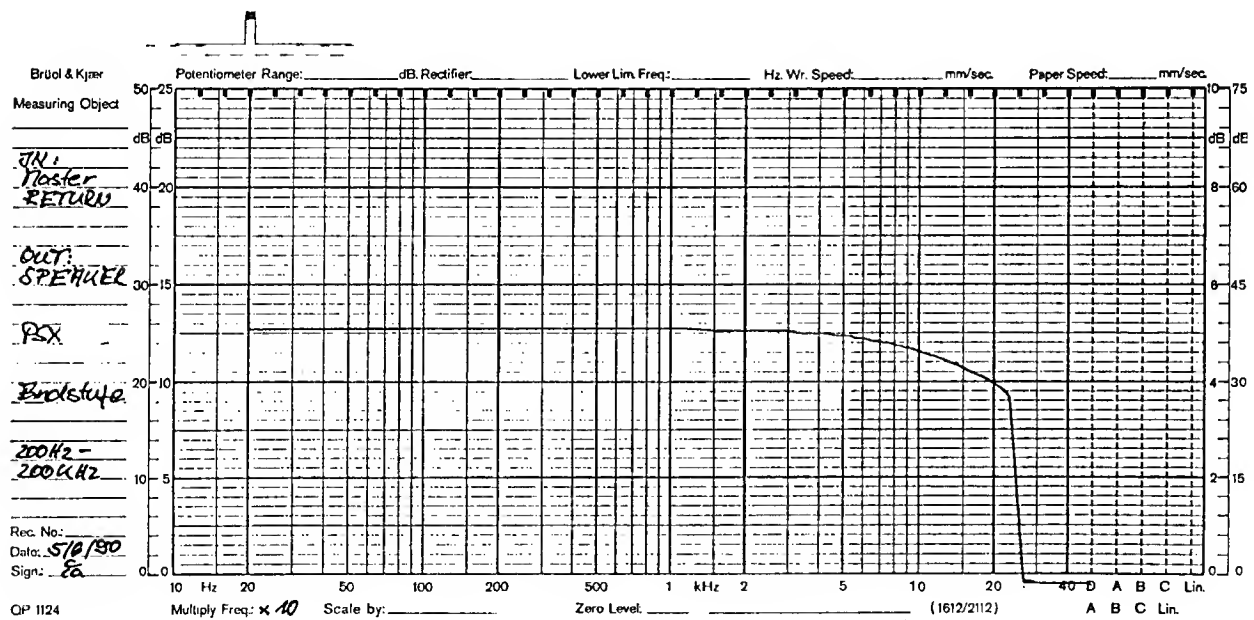 Brüol & Kjær
Potentiometer Range: dB. Rectifier: Lower Lim. Freq.: Hz. Wr. Speed: mm/sec. Paper Speed: mm/sec.
Measuring Object
50 25 10 75
dB dB dB dB
IN:
Master
RETURN
40 20 8 60
OUT:
SPEAKER
30 15 6 45
PSX
Endstufe
20 10 4 30
200Hz -
200KHz
10 5 2 15
Rec. No.:
Date: 5/6/90
Sign.:
0 0 0 0
10 Hz 20 50 100 200 500 1 kHz 2 5 10 20 40 D A B C Lin.
QP 1124 Multiply Freq.: x 10 Scale by: Zero Level: (1612/2112) A B C Lin.